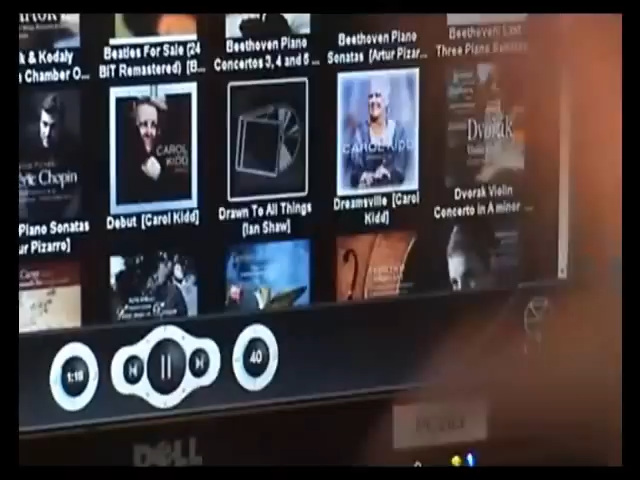 k & Kodaly
Chamber O...
Beatles For Sale (24
BIT Remastered) [B...
Beethoven Piano
Concertos 3, 4 and 5 ...
Beethoven Piano
Sonatas [Artur Pizar...
Beethoven: Last
Three Piano Sonatas
Chopin
CAROL
KIDD
CAROL KIDD
Dvořák
Piano Sonatas
ur Pizarro]
Debut [Carol Kidd]
Drawn To All Things
[Ian Shaw]
Dreamsville [Carol
Kidd]
Dvorak Violin
Concerto in A minor ...
1:18
40
DELL